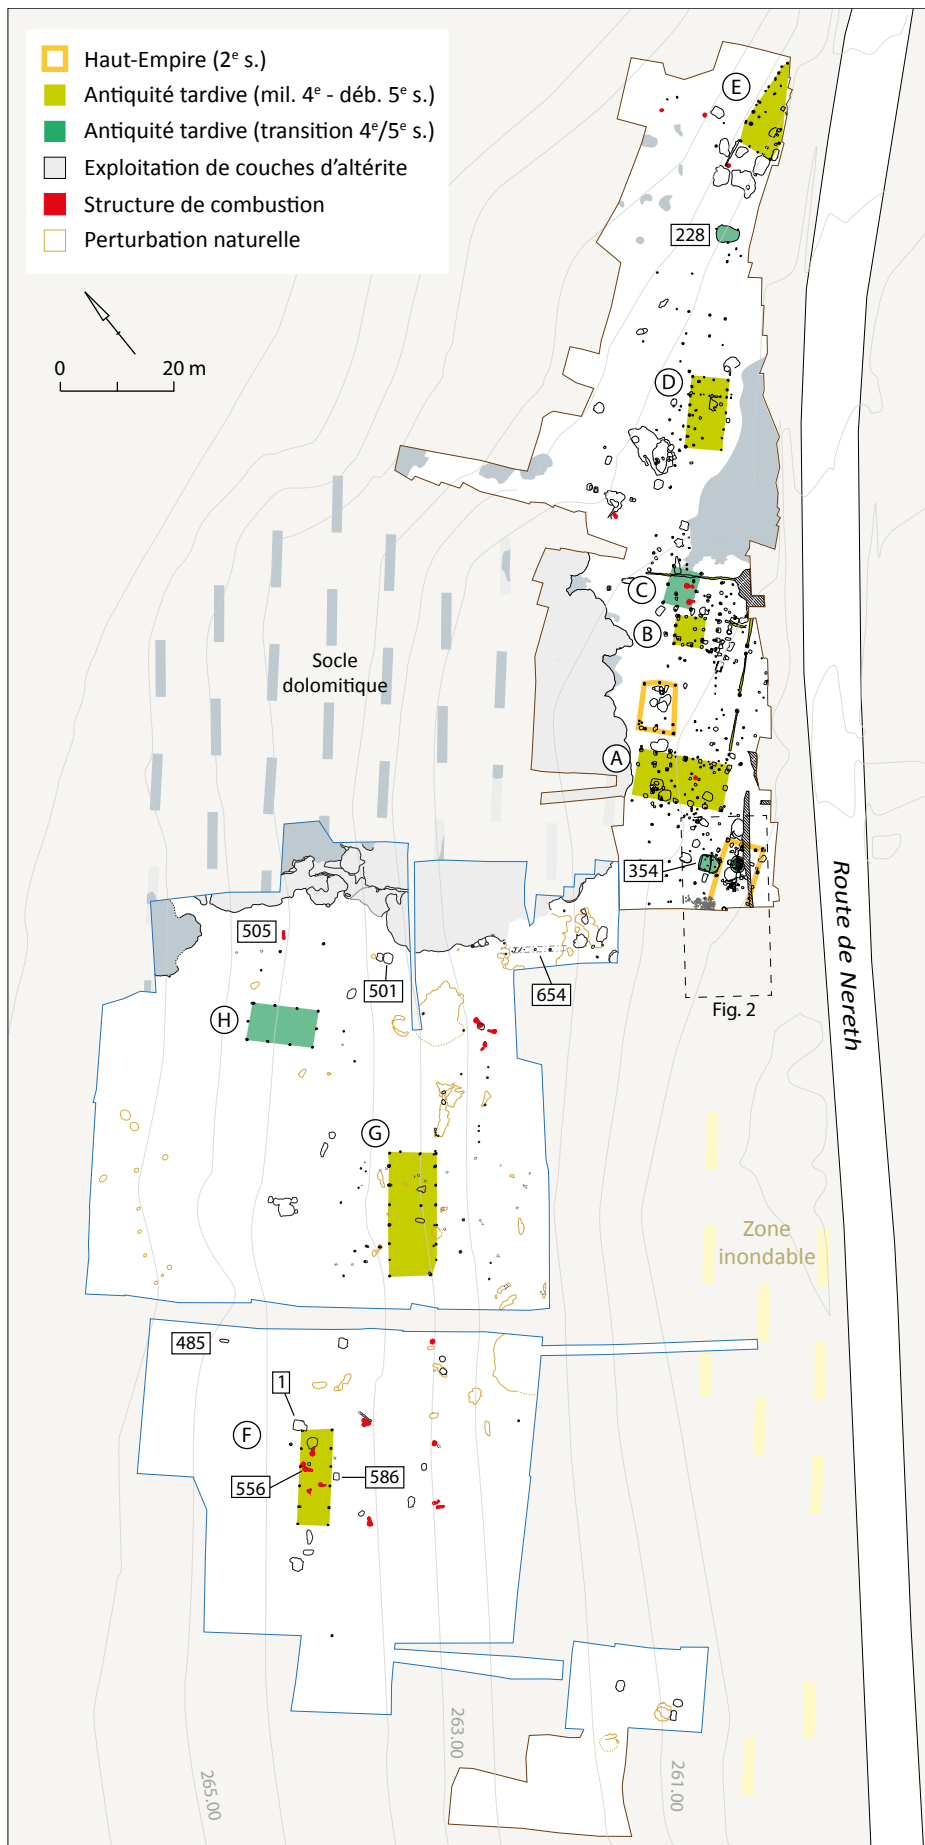 Haut-Empire (2e s.)
Antiquité tardive (mil. 4e - déb. 5e s.)
Antiquité tardive (transition 4e/5e s.)
Exploitation de couches d'altérite
Structure de combustion
Perturbation naturelle
0 20 m
E
228
D
C
B
Socle
dolomitique
A
354
505
501
654
Fig. 2
Route de Nereth
H
G
Zone
inondable
485
1
F
556
586
265.00
263.00
261.00